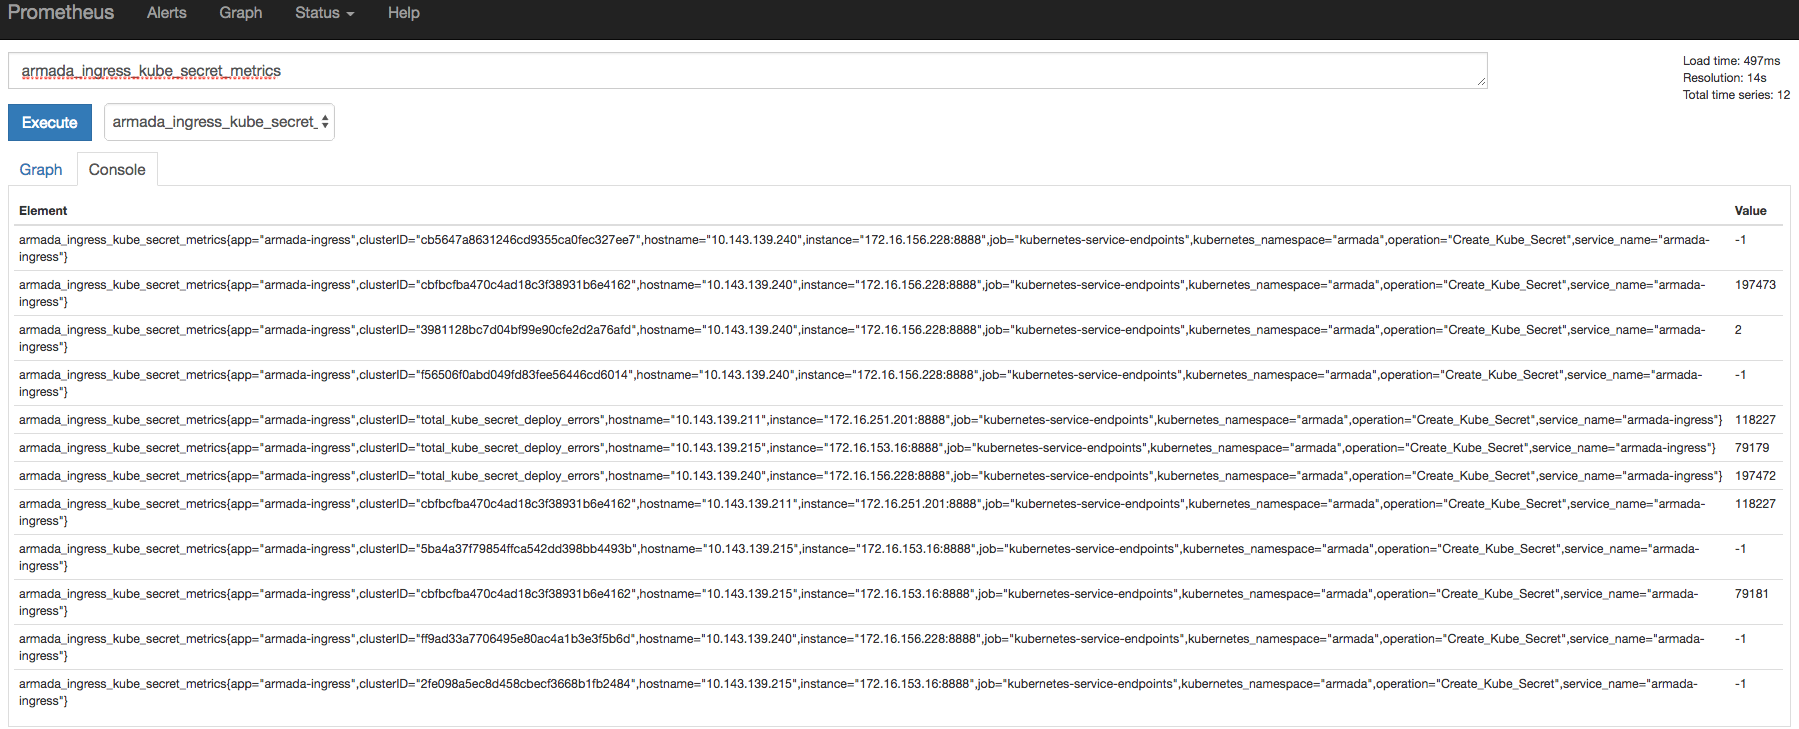 Prometheus Alerts Graph Status Help
armada_ingress_kube_secret_metrics
Load time: 497ms
Resolution: 14s
Total time series: 12
Execute armada_ingress_kube_secret_
Graph Console
Element Value
armada_ingress_kube_secret_metrics{app="armada-ingress",clusterID="cb5647a8631246cd9355ca0fec327ee7",hostname="10.143.139.240",instance="172.16.156.228:8888",job="kubernetes-service-endpoints",kubernetes_namespace="armada",operation="Create_Kube_Secret",service_name="armada- -1
ingress"}
armada_ingress_kube_secret_metrics{app="armada-ingress",clusterID="cbfbcfba470c4ad18c3f38931b6e4162",hostname="10.143.139.240",instance="172.16.156.228:8888",job="kubernetes-service-endpoints",kubernetes_namespace="armada",operation="Create_Kube_Secret",service_name="armada- 197473
ingress"}
armada_ingress_kube_secret_metrics{app="armada-ingress",clusterID="3981128bc7d04bf99e90cfe2d2a76afd",hostname="10.143.139.240",instance="172.16.156.228:8888",job="kubernetes-service-endpoints",kubernetes_namespace="armada",operation="Create_Kube_Secret",service_name="armada- 2
ingress"}
armada_ingress_kube_secret_metrics{app="armada-ingress",clusterID="f56506f0abd049fd83fee56446cd6014",hostname="10.143.139.240",instance="172.16.156.228:8888",job="kubernetes-service-endpoints",kubernetes_namespace="armada",operation="Create_Kube_Secret",service_name="armada- -1
ingress"}
armada_ingress_kube_secret_metrics{app="armada-ingress",clusterID="total_kube_secret_deploy_errors",hostname="10.143.139.211",instance="172.16.251.201:8888",job="kubernetes-service-endpoints",kubernetes_namespace="armada",operation="Create_Kube_Secret",service_name="armada-ingress"} 118227
armada_ingress_kube_secret_metrics{app="armada-ingress",clusterID="total_kube_secret_deploy_errors",hostname="10.143.139.215",instance="172.16.153.16:8888",job="kubernetes-service-endpoints",kubernetes_namespace="armada",operation="Create_Kube_Secret",service_name="armada-ingress"} 79179
armada_ingress_kube_secret_metrics{app="armada-ingress",clusterID="total_kube_secret_deploy_errors",hostname="10.143.139.240",instance="172.16.156.228:8888",job="kubernetes-service-endpoints",kubernetes_namespace="armada",operation="Create_Kube_Secret",service_name="armada-ingress"} 197472
armada_ingress_kube_secret_metrics{app="armada-ingress",clusterID="cbfbcfba470c4ad18c3f38931b6e4162",hostname="10.143.139.211",instance="172.16.251.201:8888",job="kubernetes-service-endpoints",kubernetes_namespace="armada",operation="Create_Kube_Secret",service_name="armada- 118227
ingress"}
armada_ingress_kube_secret_metrics{app="armada-ingress",clusterID="5ba4a37f79854ffca542dd398bb4493b",hostname="10.143.139.215",instance="172.16.153.16:8888",job="kubernetes-service-endpoints",kubernetes_namespace="armada",operation="Create_Kube_Secret",service_name="armada- -1
ingress"}
armada_ingress_kube_secret_metrics{app="armada-ingress",clusterID="cbfbcfba470c4ad18c3f38931b6e4162",hostname="10.143.139.215",instance="172.16.153.16:8888",job="kubernetes-service-endpoints",kubernetes_namespace="armada",operation="Create_Kube_Secret",service_name="armada- 79181
ingress"}
armada_ingress_kube_secret_metrics{app="armada-ingress",clusterID="ff9ad33a7706495e80ac4a1b3e3f5b6d",hostname="10.143.139.240",instance="172.16.156.228:8888",job="kubernetes-service-endpoints",kubernetes_namespace="armada",operation="Create_Kube_Secret",service_name="armada- -1
ingress"}
armada_ingress_kube_secret_metrics{app="armada-ingress",clusterID="2fe098a5ec8d458cbecf3668b1fb2484",hostname="10.143.139.215",instance="172.16.153.16:8888",job="kubernetes-service-endpoints",kubernetes_namespace="armada",operation="Create_Kube_Secret",service_name="armada- -1
ingress"}